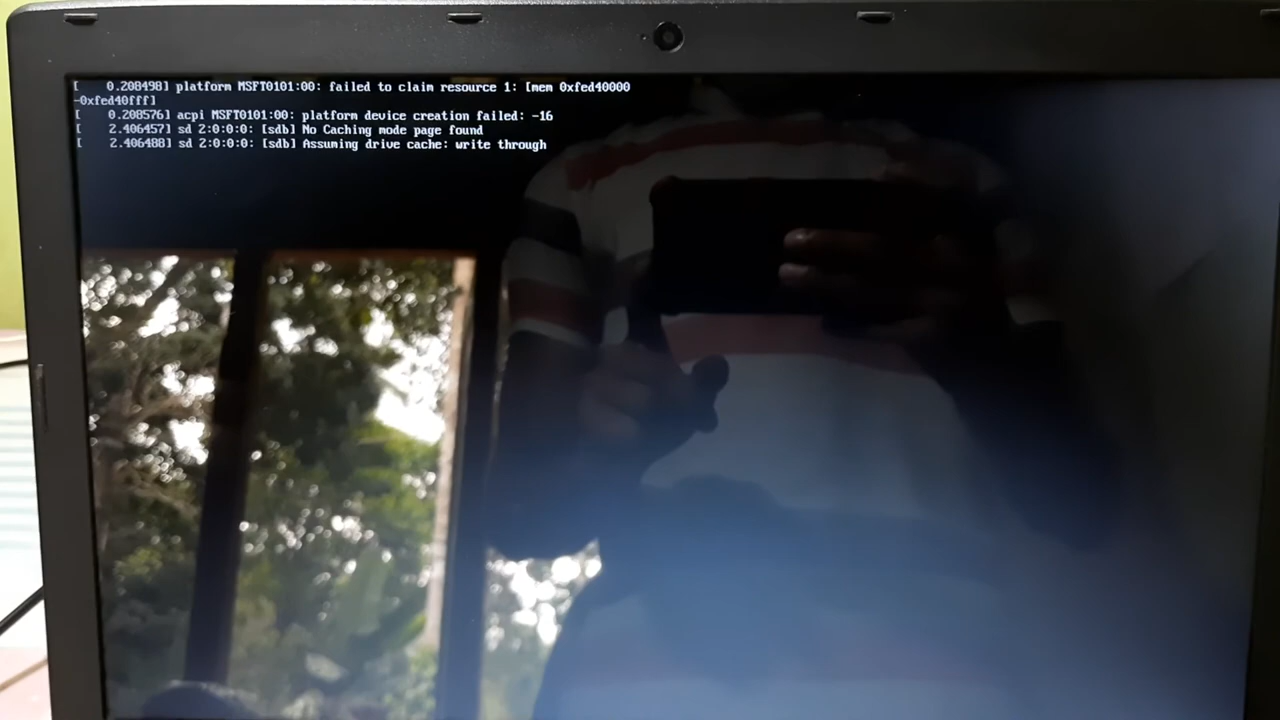 [    0.208498] platform MSFT0101:00: failed to claim resource 1: [mem 0xfed40000
-0xfed40fff]
[    0.208576] acpi MSFT0101:00: platform device creation failed: -16
[    2.406457] sd 2:0:0:0: [sdb] No Caching mode page found
[    2.406488] sd 2:0:0:0: [sdb] Assuming drive cache: write through